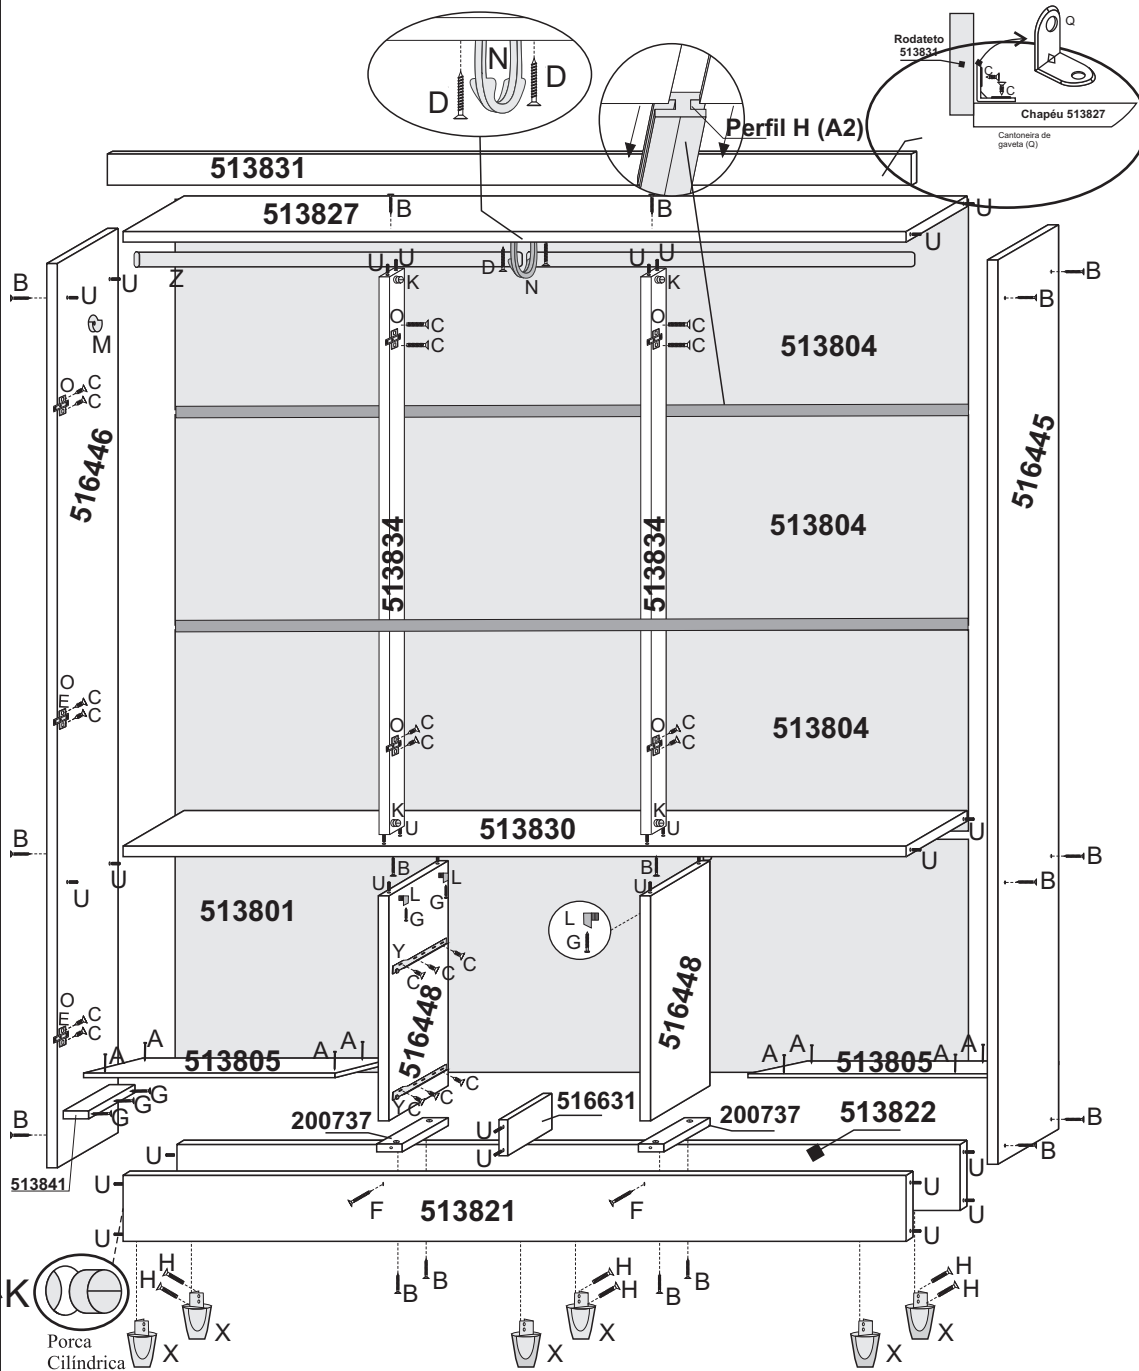 Q
Rodateto
513831
C
C
Chapéu 513827
Cantoneira de
gaveta (Q)
N
D
D
Perfil H (A2)
513831
513827
B
B
U
U
Z
U U
U U
D
N
K
K
B
U
U
M
O
C
C
O
C
C
513804
B
B
O
C
C
516446
516445
513834
513834
513804
O
E
C
C
O
C
C
O
C
C
513804
K
U
K
U
513830
U
U
B
U
U
B
U
L
L
G
G
B
U
L
G
B
B
513801
Y
C
C
C
516448
516448
O
E
C
C
A
A
513805
A
A
Y
C
C
C
A
A
513805
A
A
G
G
G
B
513841
200737
516631
200737
513822
B
B
U
U
U
U
U
F
513821
F
U
U
U
U
K
Porca
Cilíndrica
H
H
X
X
B
B
H
H
X
X
B
B
H
H
X
X